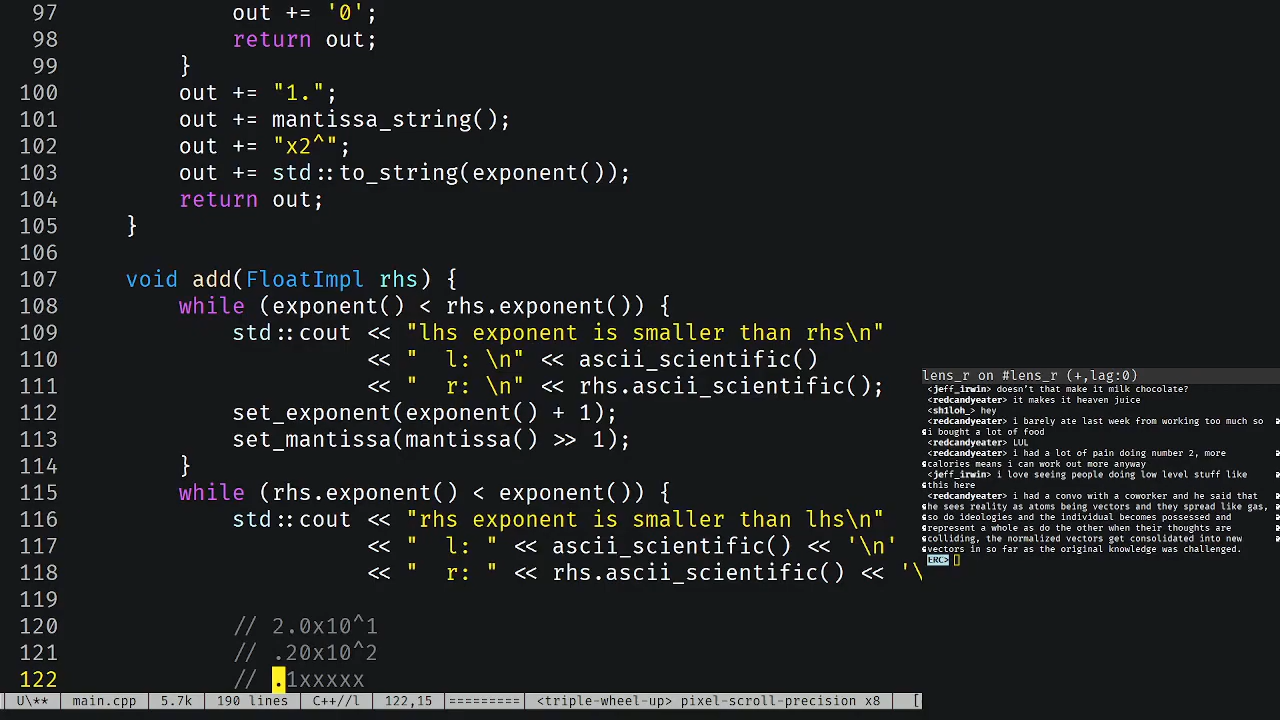 97 out += '0';
98 return out;
99 }
100 out += "1.";
101 out += mantissa_string();
102 out += "x2^";
103 out += std::to_string(exponent());
104 return out;
105 }
106
107 void add(FloatImpl rhs) {
108 while (exponent() < rhs.exponent()) {
109 std::cout << "lhs exponent is smaller than rhs\n"
110 << " l: \n" << ascii_scientific()
111 << " r: \n" << rhs.ascii_scientific();
112 set_exponent(exponent() + 1);
113 set_mantissa(mantissa() >> 1);
114 }
115 while (rhs.exponent() < exponent()) {
116 std::cout << "rhs exponent is smaller than lhs\n"
117 << " l: " << ascii_scientific() << '\n'
118 << " r: " << rhs.ascii_scientific() << '\
119
120 // 2.0x10^1
121 // .20x10^2
122 // .1xxxxx
U\** main.cpp 5.7k 190 lines C++//l 122,15 ========= <triple-wheel-up> pixel-scroll-precision x8 [
lens_r on #lens_r (+,lag:0)
<jeff_irwin> doesn't that make it milk chocolate?
<redcandyeater> it makes it heaven juice
<sh1loh_> hey
<redcandyeater> i barely ate last week from working too much so
i bought a lot of food
<redcandyeater> LUL
<redcandyeater> i had a lot of pain doing number 2, more
calories means i can work out more anyway
<jeff_irwin> i love seeing people doing low level stuff like
this here
<redcandyeater> i had a convo with a coworker and he said that
he sees reality as atoms being vectors and they spread like gas,
so do ideologies and the individual becomes possessed and
represent a whole as do the other when their thoughts are
colliding, the normalized vectors get consolidated into new
vectors in so far as the original knowledge was challenged.
ERC>